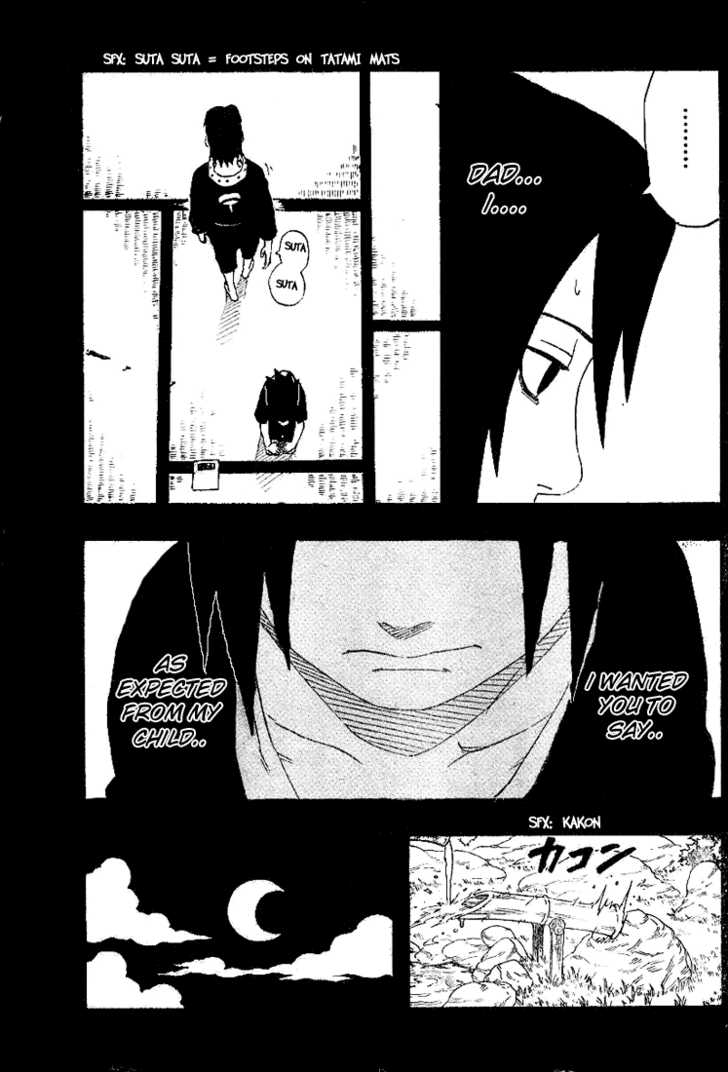 SFX: SUTA SUTA = FOOTSTEPS ON TATAMI MATS
.........
DAD...
I....
SUTA
SUTA
I WANTED
YOU TO
SAY..
AS
EXPECTED
FROM MY
CHILD..
SFX: KAKON
カコン